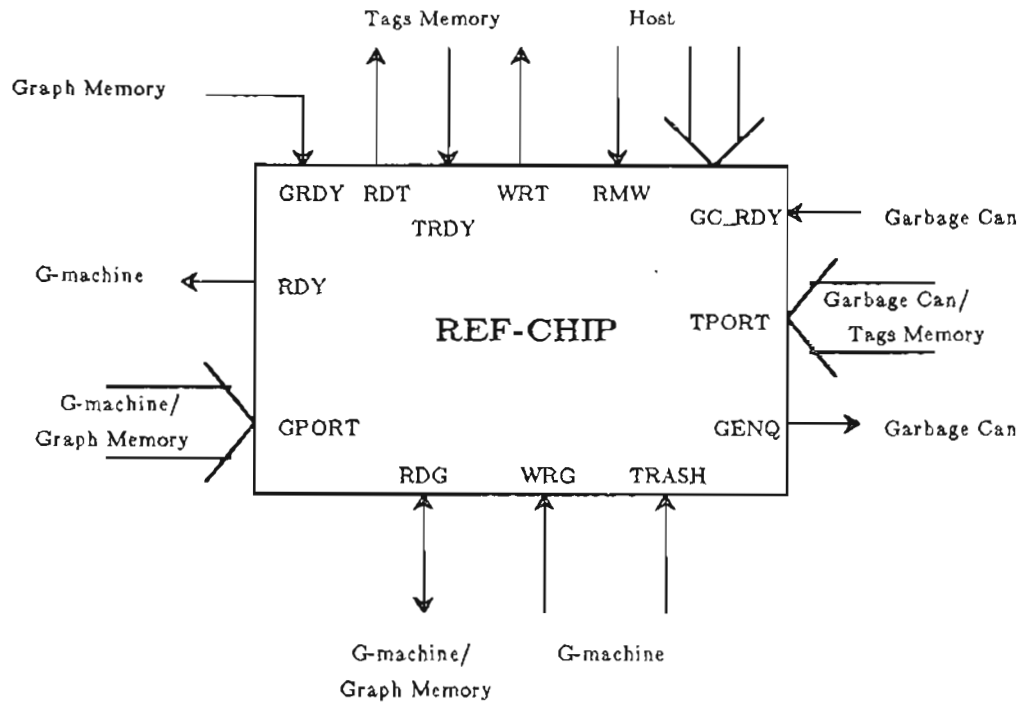 Tags Memory
Host
Graph Memory
GRDY
RDT
WRT
RMW
TRDY
GC_RDY
Garbage Can
G-machine
RDY
REF-CHIP
TPORT
Garbage Can/
Tags Memory
G-machine/
Graph Memory
GPORT
GENQ
Garbage Can
RDG
WRG
TRASH
G-machine/
Graph Memory
G-machine